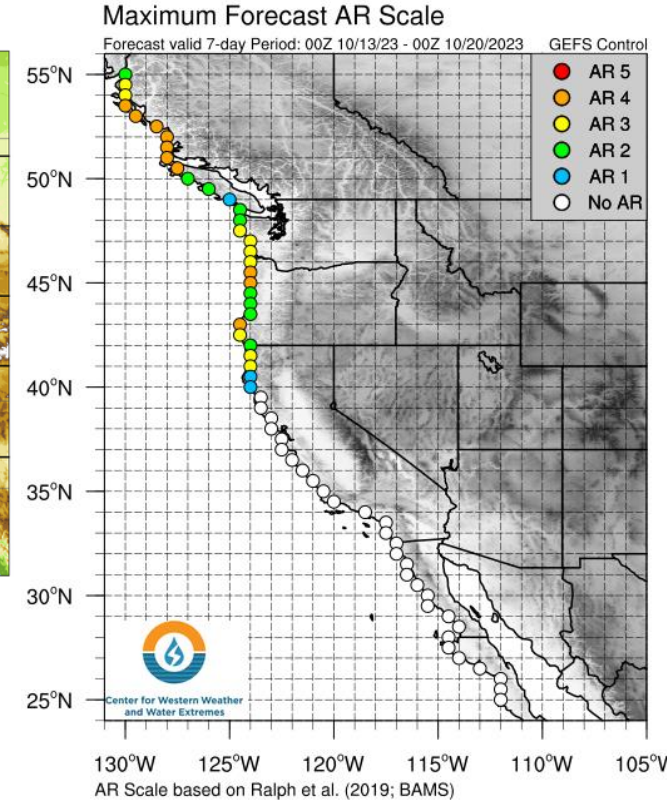 Maximum Forecast AR Scale
Forecast valid 7-day Period: 00Z 10/13/23 - 00Z 10/20/2023 GEFS Control
AR 5
AR 4
AR 3
AR 2
AR 1
No AR
55°N
50°N
45°N
40°N
35°N
30°N
25°N
Center for Western Weather
and Water Extremes
130°W 125°W 120°W 115°W 110°W 105°W
AR Scale based on Ralph et al. (2019; BAMS)